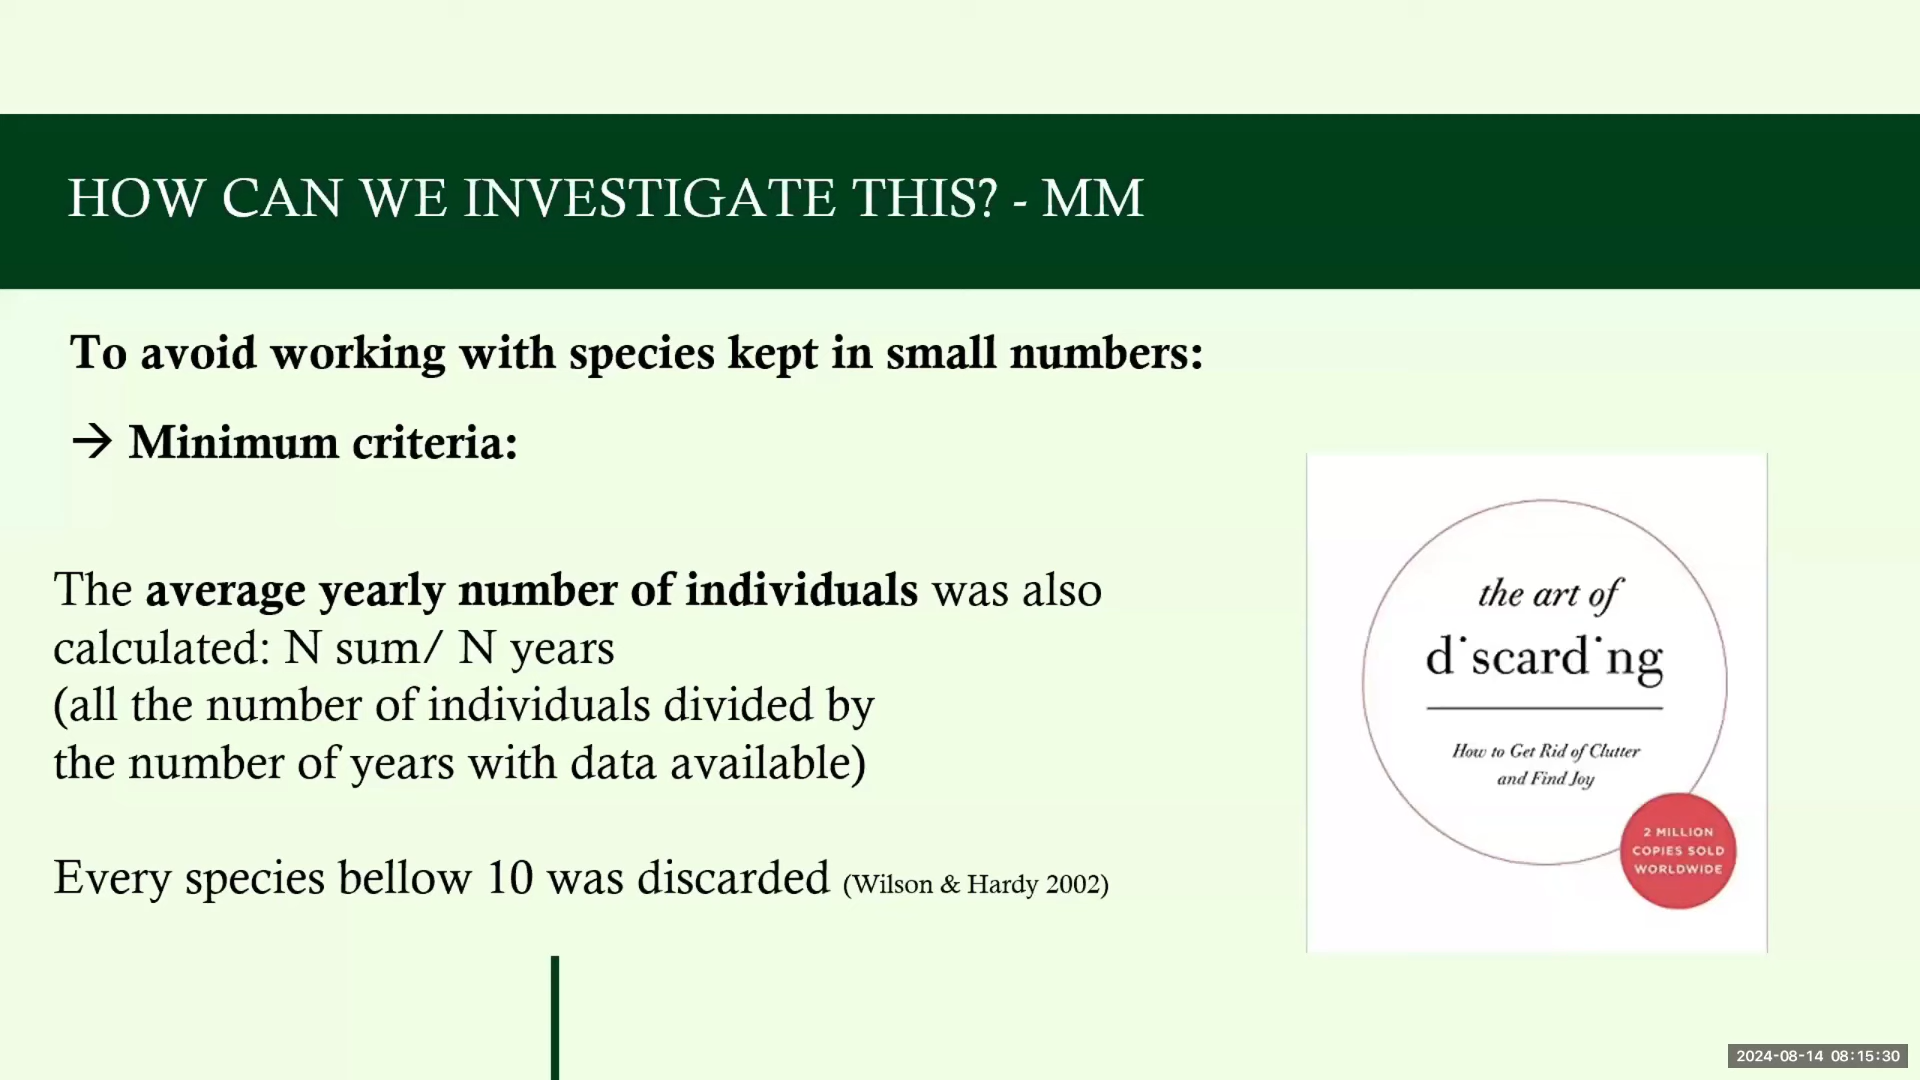 HOW CAN WE INVESTIGATE THIS? - MM
To avoid working with species kept in small numbers:
→ Minimum criteria:
The average yearly number of individuals was also
calculated: N sum/ N years
(all the number of individuals divided by
the number of years with data available)
Every species bellow 10 was discarded (Wilson & Hardy 2002)
the art of
d˙scard˙ng
How to Get Rid of Clutter
and Find Joy
2 MILLION
COPIES SOLD
WORLDWIDE
2024-08-14 08:15:30